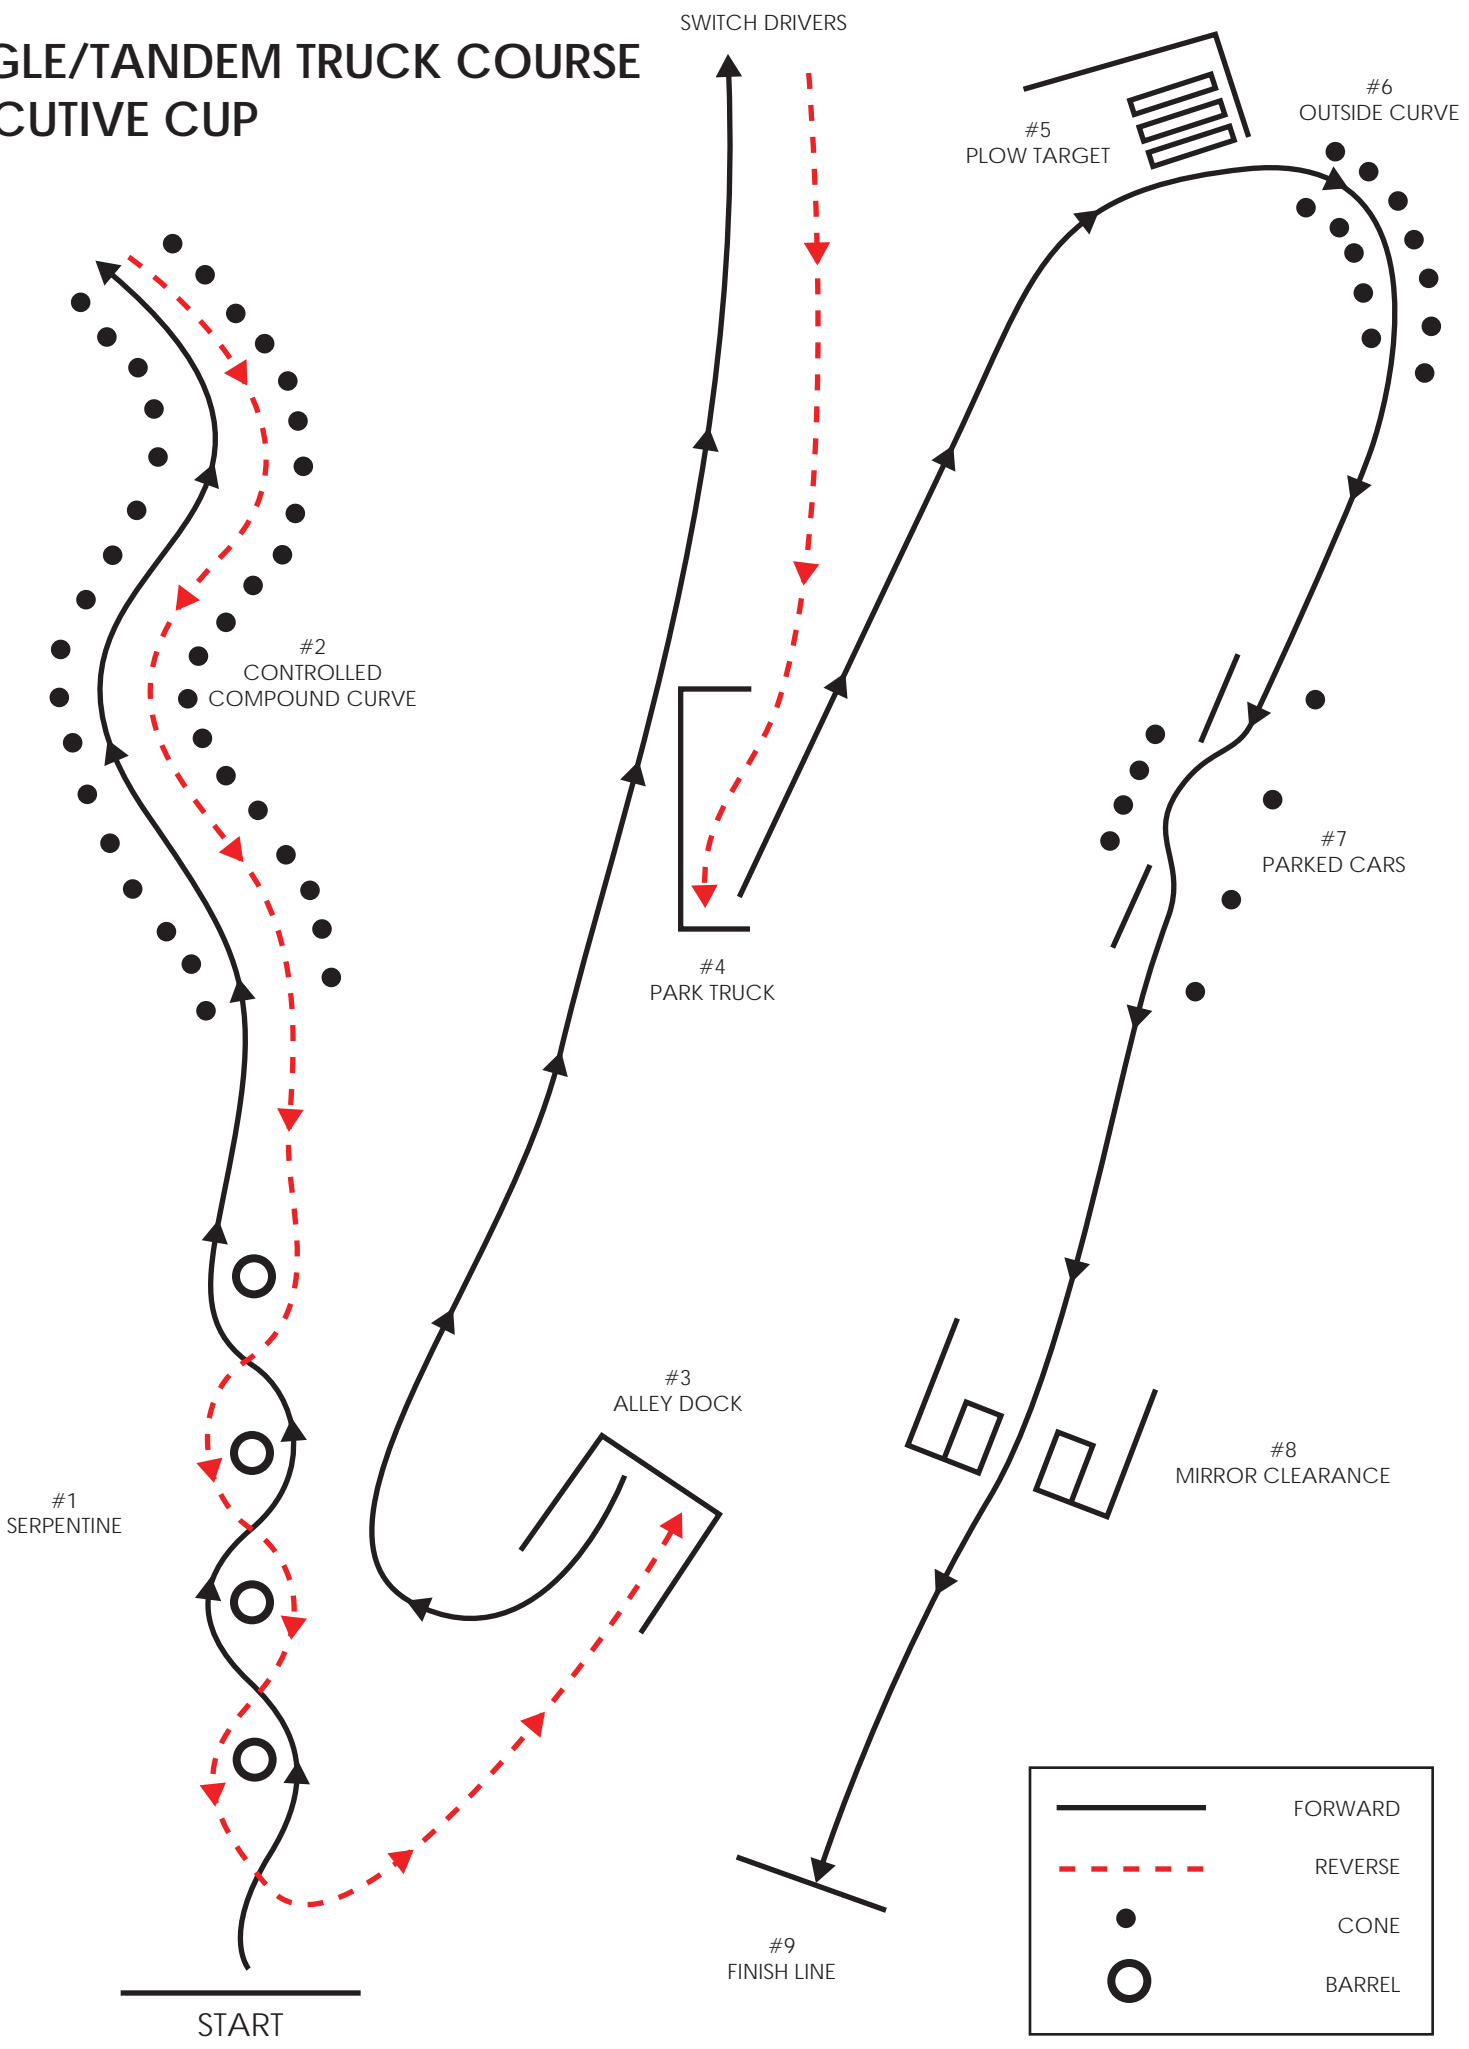 GLE/TANDEM TRUCK COURSE
CUTIVE CUP
SWITCH DRIVERS
#5
PLOW TARGET
#6
OUTSIDE CURVE
#2
CONTROLLED
COMPOUND CURVE
#7
PARKED CARS
#4
PARK TRUCK
#3
ALLEY DOCK
#8
MIRROR CLEARANCE
#1
SERPENTINE
#9
FINISH LINE
START
FORWARD
REVERSE
CONE
BARREL